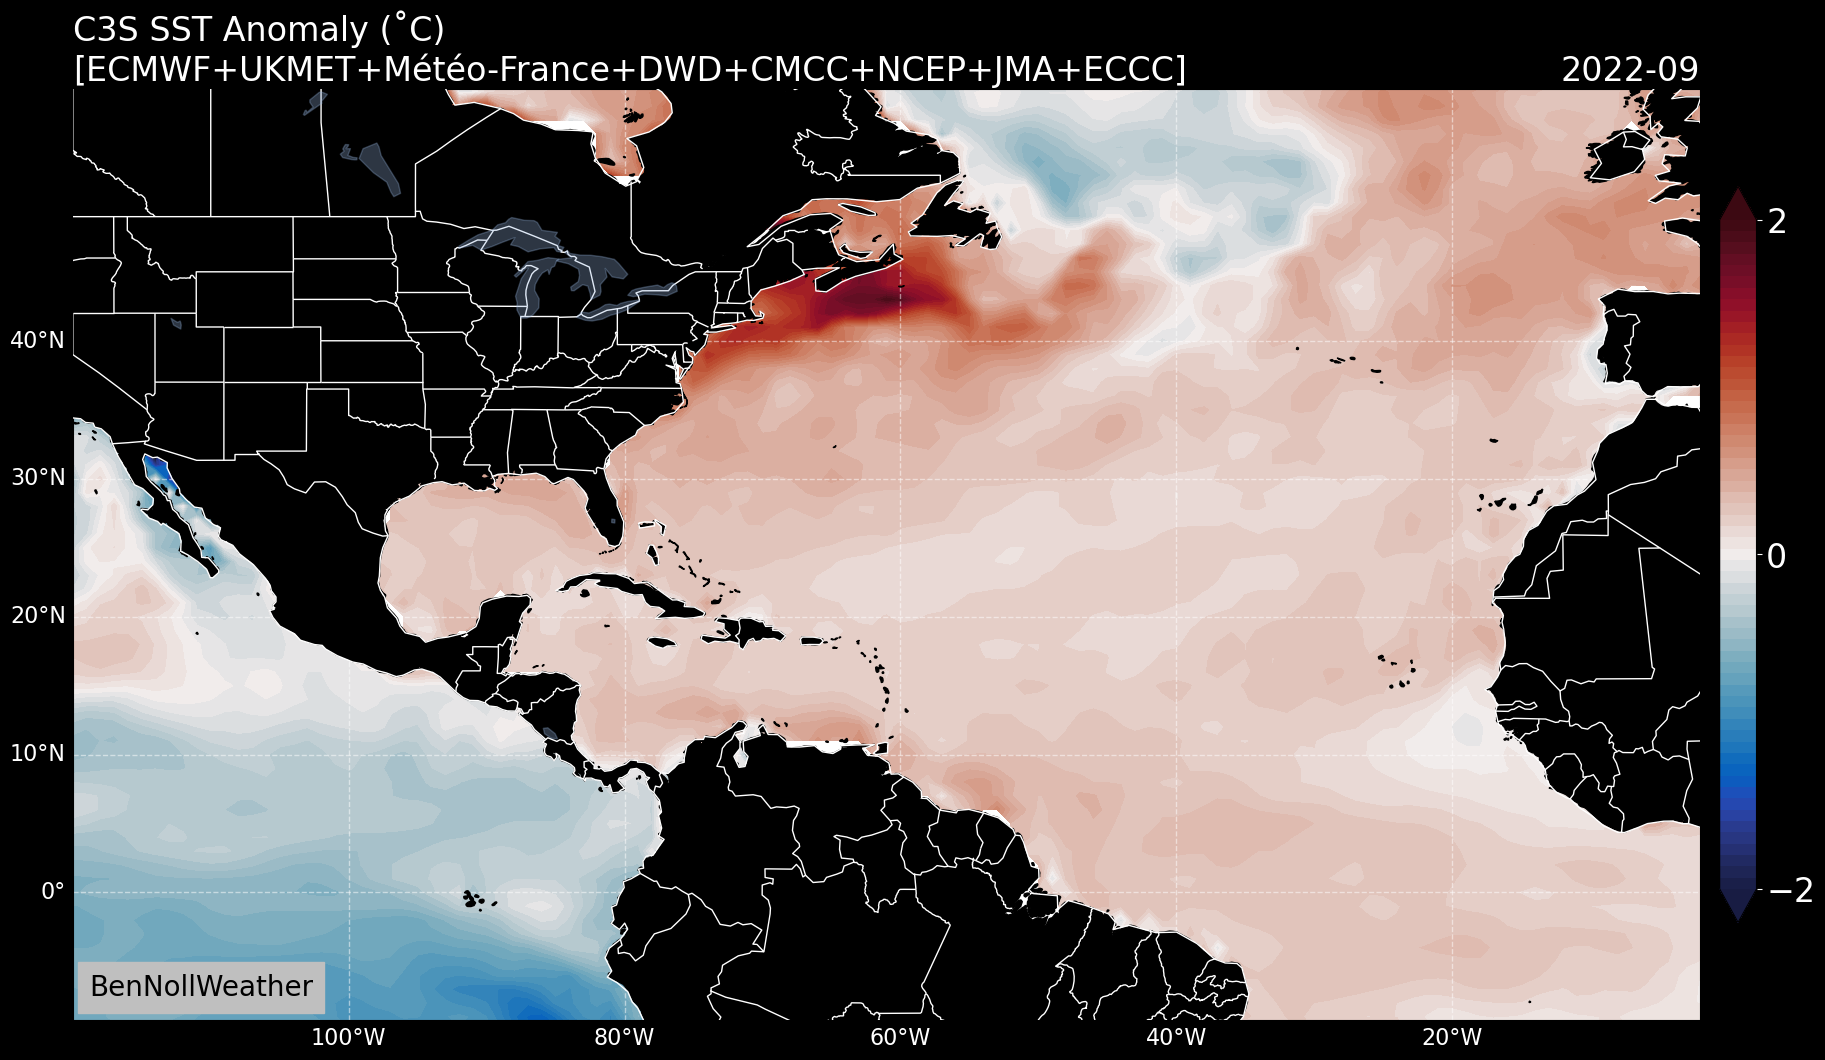 C3S SST Anomaly (˚C)
[ECMWF+UKMET+Météo-France+DWD+CMCC+NCEP+JMA+ECCC]
2022-09
40°N
30°N
20°N
10°N
0°
100°W
80°W
60°W
40°W
20°W
2
0
−2
BenNollWeather